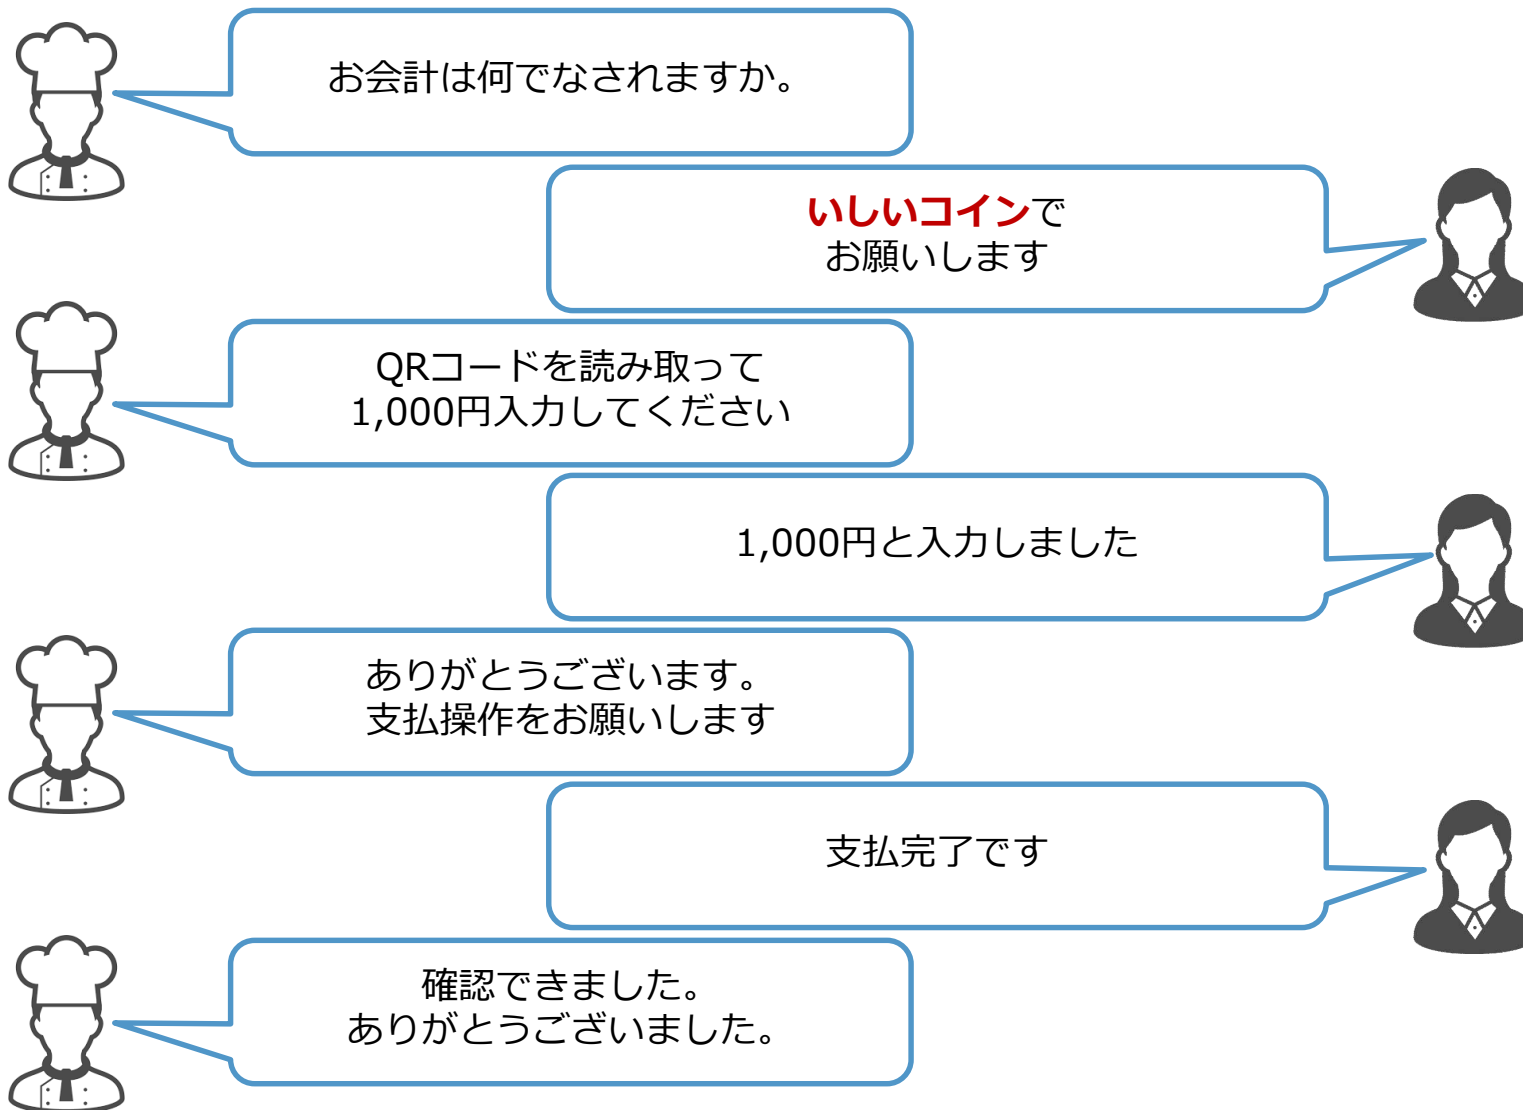 お会計は何でなされますか。
いしいコインで
お願いします
QRコードを読み取って
1,000円入力してください
1,000円と入力しました
ありがとうございます。
支払操作をお願いします
支払完了です
確認できました。
ありがとうございました。